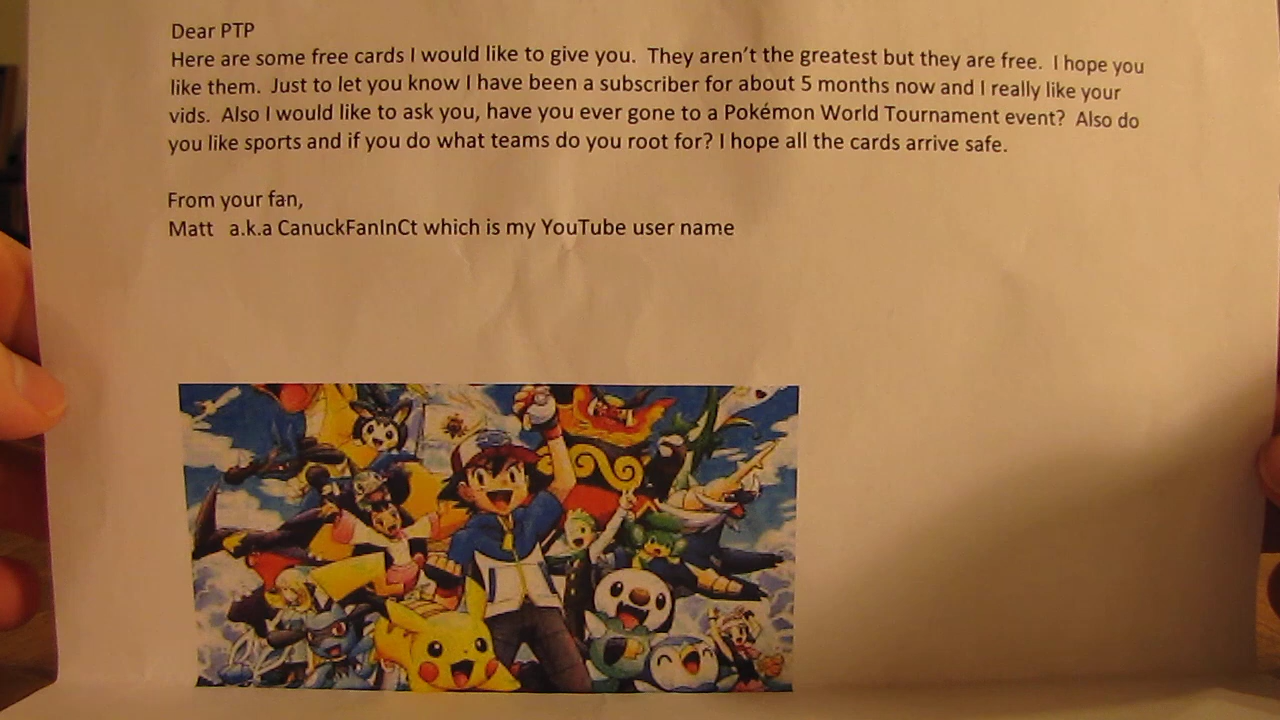 Dear PTP
Here are some free cards I would like to give you. They aren't the greatest but they are free. I hope you
like them. Just to let you know I have been a subscriber for about 5 months now and I really like your
vids. Also I would like to ask you, have you ever gone to a Pokémon World Tournament event? Also do
you like sports and if you do what teams do you root for? I hope all the cards arrive safe.
From your fan,
Matt a.k.a CanuckFanInCt which is my YouTube user name